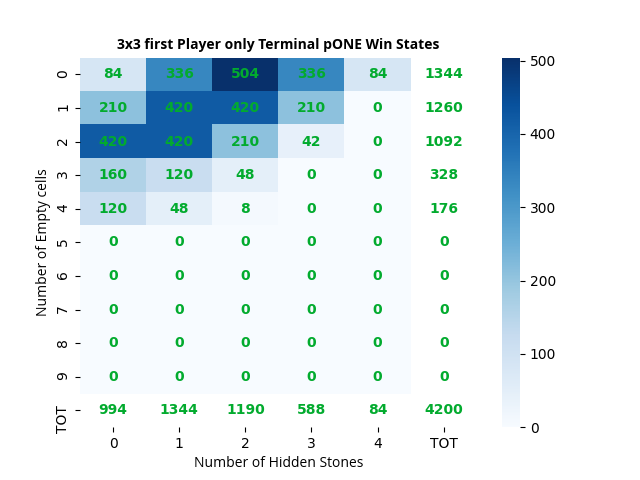 3x3 first Player only Terminal pONE Win States
0 84 336 504 336 84 1344
1 210 420 420 210 0 1260
2 420 420 210 42 0 1092
3 160 120 48 0 0 328
4 120 48 8 0 0 176
5 0 0 0 0 0 0
6 0 0 0 0 0 0
7 0 0 0 0 0 0
8 0 0 0 0 0 0
9 0 0 0 0 0 0
TOT 994 1344 1190 588 84 4200
0 1 2 3 4 TOT
Number of Hidden Stones
Number of Empty cells
500
400
300
200
100
0